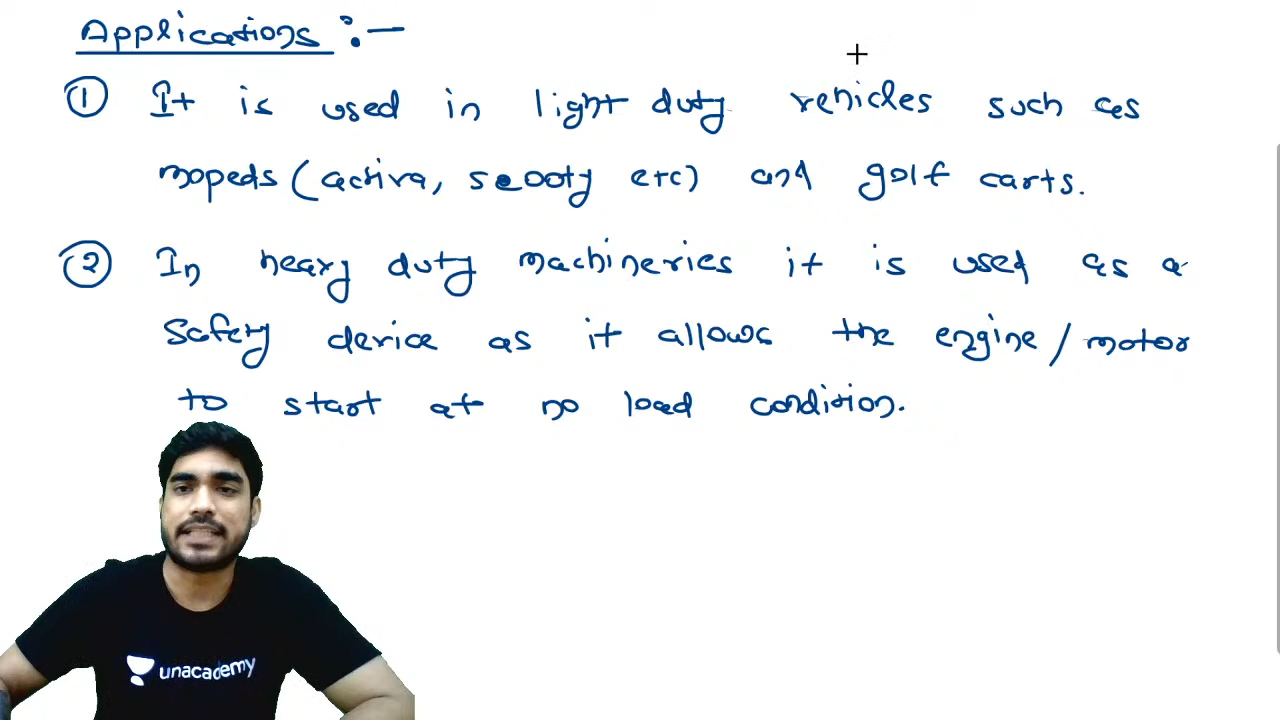 Applications :-
① It is used in light duty vehicles such as
mopeds (activa, scooty etc) and golf carts.
② In heavy duty machineries it is used as a
safety device as it allows the engine / motor
to start at no load condition.
unacademy